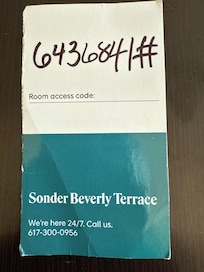 6436841#
Room access code:
Sonder Beverly Terrace
We're here 24/7. Call us.
617-300-0956